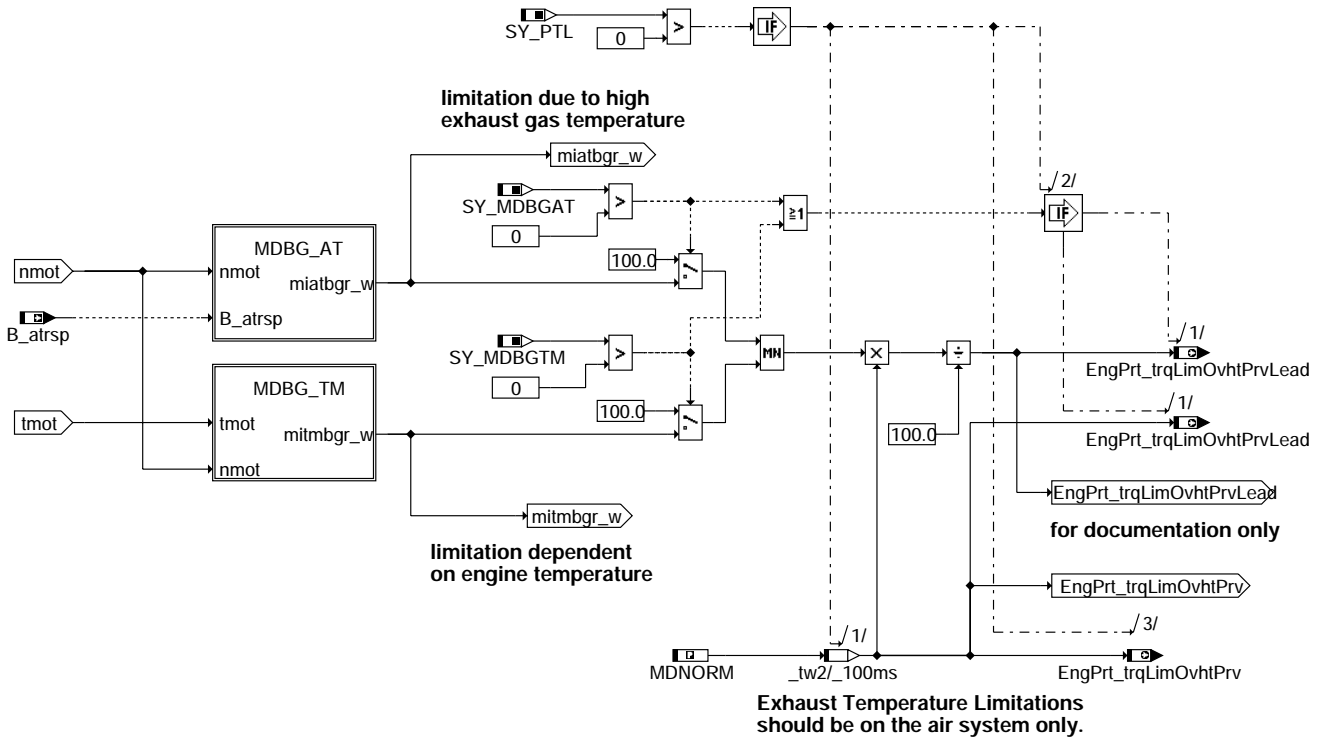 SY_PTL
0
>
IF
limitation due to high
exhaust gas temperature
miatbgr_w
SY_MDBGAT
0
>
≥1
/2/
IF
MDBG_AT
nmot
nmot
miatbgr_w
B_atrsp
B_atrsp
100.0
SY_MDBGTM
0
>
MN
×
÷
/1/
EngPrt_trqLimOvhtPrvLead
MDBG_TM
tmot
tmot
mitmbgr_w
nmot
100.0
100.0
/1/
EngPrt_trqLimOvhtPrvLead
EngPrt_trqLimOvhtPrvLead
for documentation only
mitmbgr_w
limitation dependent
on engine temperature
EngPrt_trqLimOvhtPrv
/3/
/1/
MDNORM
_tw2/_100ms
EngPrt_trqLimOvhtPrv
Exhaust Temperature Limitations
should be on the air system only.